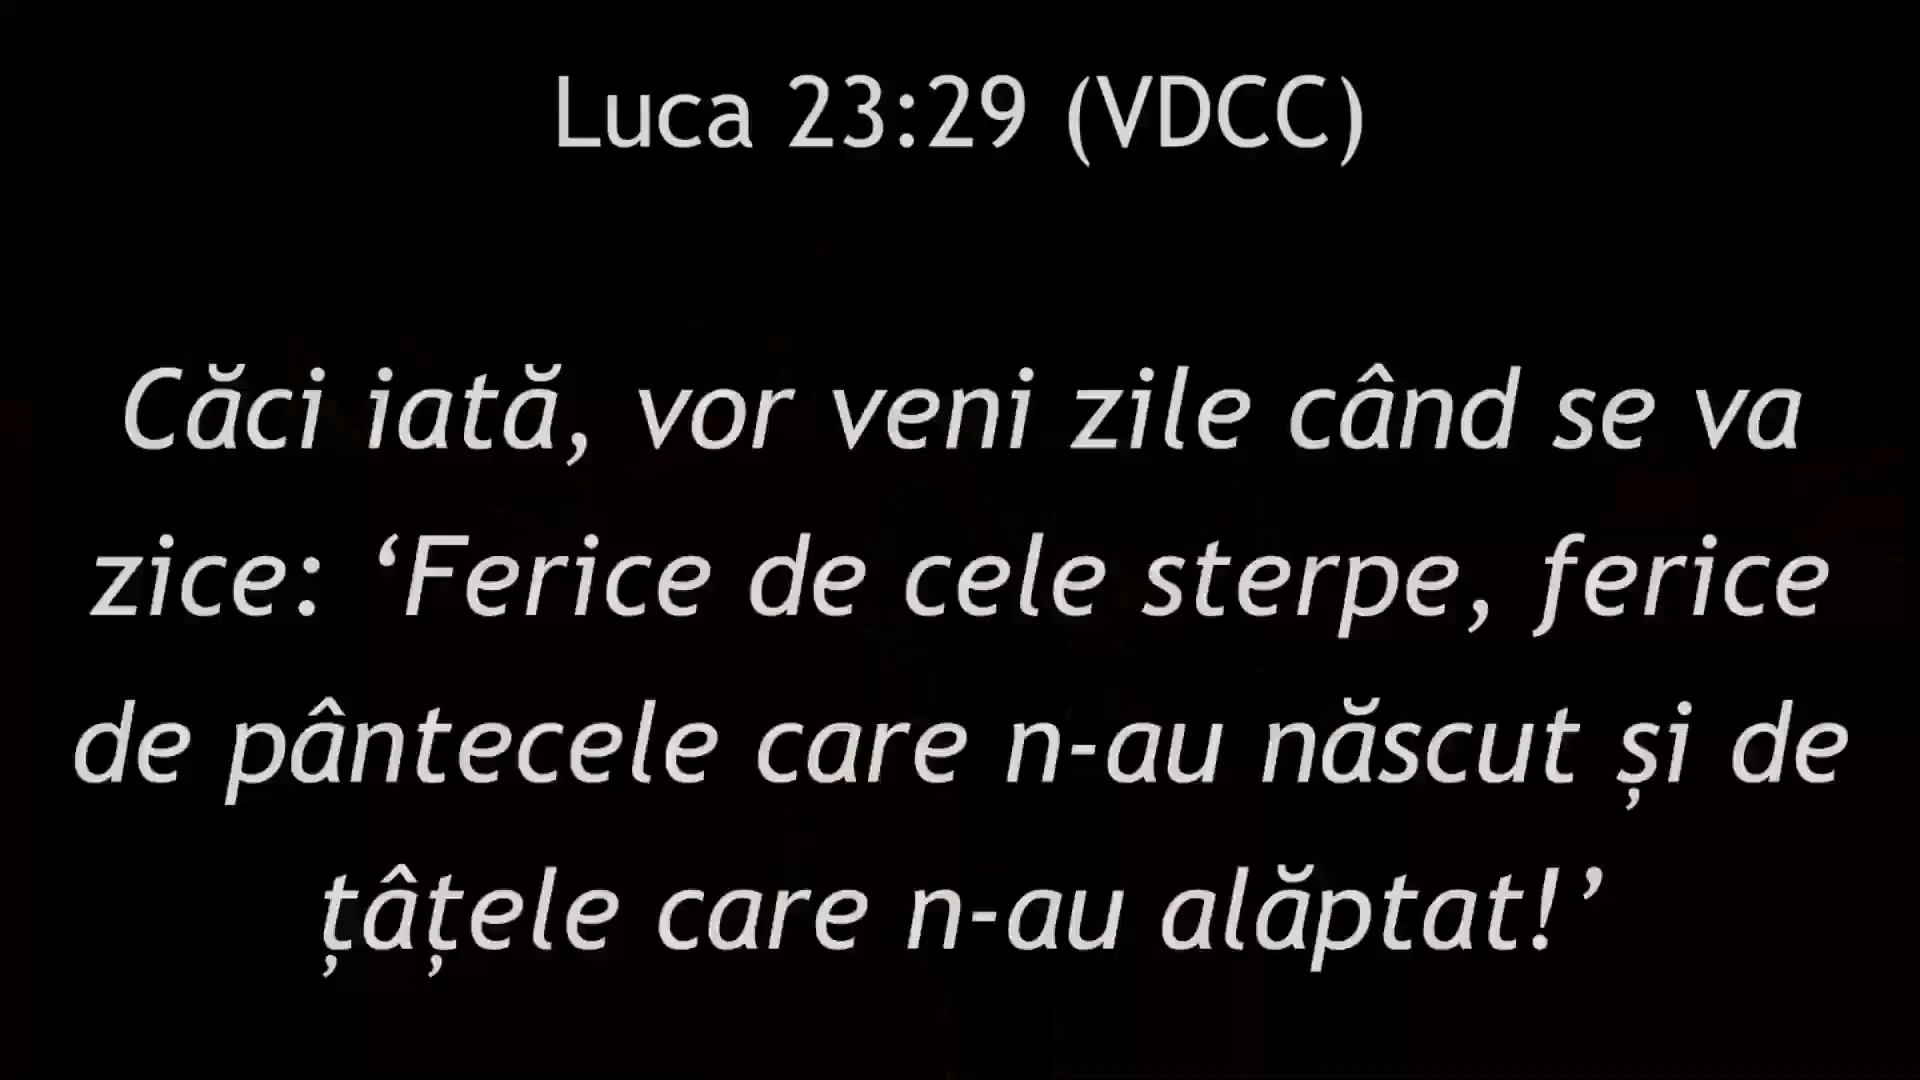 Luca 23:29 (VDCC)
Căci iată, vor veni zile când se va
zice: ‘Ferice de cele sterpe, ferice
de pântecele care n-au născut și de
țâțele care n-au alăptat!’